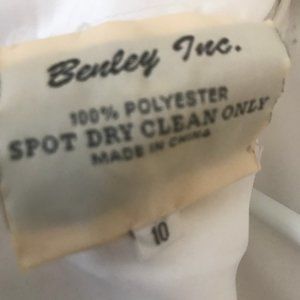 Benley Inc.
100% POLYESTER
SPOT DRY CLEAN ONLY
MADE IN CHINA
10